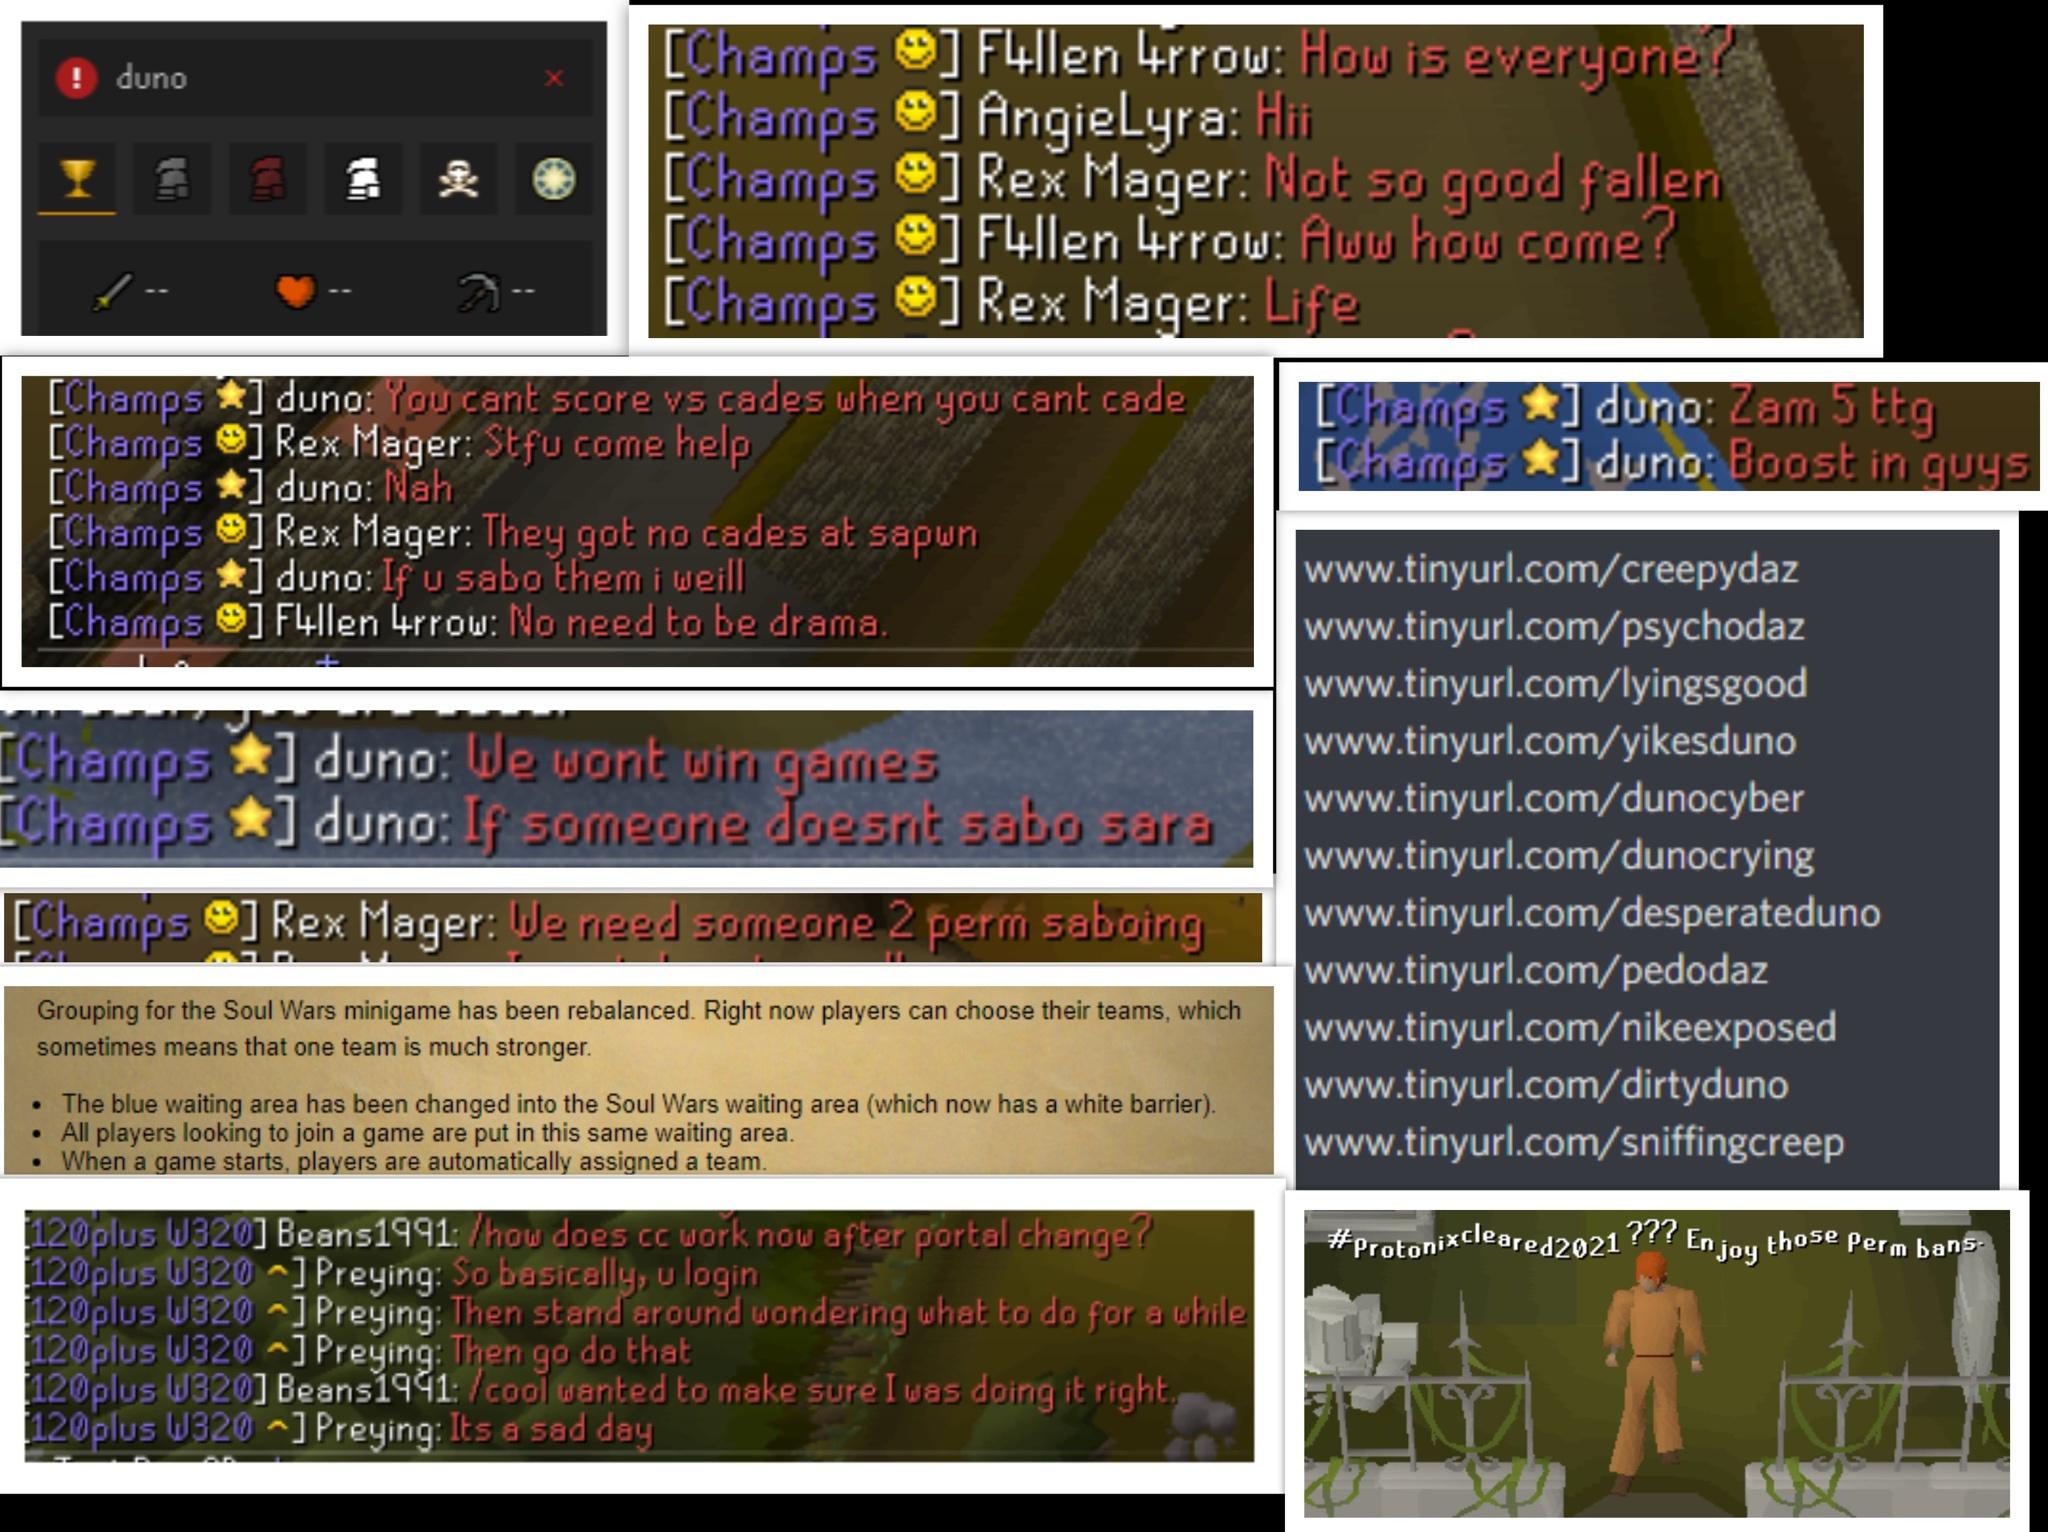 duno
[Champs] F4llen 4rrow: How is everyone?
[Champs] AngieLyra: Hii
[Champs] Rex Mager: Not so good fallen
[Champs] F4llen 4rrow: Aww how come?
[Champs] Rex Mager: Life
-- -- --
[Champs] duno: You cant score vs cades when you cant cade
[Champs] Rex Mager: Stfu come help
[Champs] duno: Nah
[Champs] Rex Mager: They got no cades at sapwn
[Champs] duno: If u sabo them i weill
[Champs] F4llen 4rrow: No need to be drama.
[Champs] duno: Zam 5 ttg
[Champs] duno: Boost in guys
[Champs] duno: We wont win games
[Champs] duno: If someone doesnt sabo sara
[Champs] Rex Mager: We need someone 2 perm saboing
Grouping for the Soul Wars minigame has been rebalanced. Right now players can choose their teams, which
sometimes means that one team is much stronger.
• The blue waiting area has been changed into the Soul Wars waiting area (which now has a white barrier).
• All players looking to join a game are put in this same waiting area.
• When a game starts, players are automatically assigned a team.
[120plus W320] Beans1991: /how does cc work now after portal change?
[120plus W320 ^] Preying: So basically, u login
[120plus W320 ^] Preying: Then stand around wondering what to do for a while
[120plus W320 ^] Preying: Then go do that
[120plus W320] Beans1991: /cool wanted to make sure I was doing it right.
[120plus W320 ^] Preying: Its a sad day
www.tinyurl.com/creepydaz
www.tinyurl.com/psychodaz
www.tinyurl.com/lyingsgood
www.tinyurl.com/yikesduno
www.tinyurl.com/dunocyber
www.tinyurl.com/dunocrying
www.tinyurl.com/desperateduno
www.tinyurl.com/pedodaz
www.tinyurl.com/nikeexposed
www.tinyurl.com/dirtyduno
www.tinyurl.com/sniffingcreep
#Protonixcleared2021 ??? Enjoy those Perm bans-